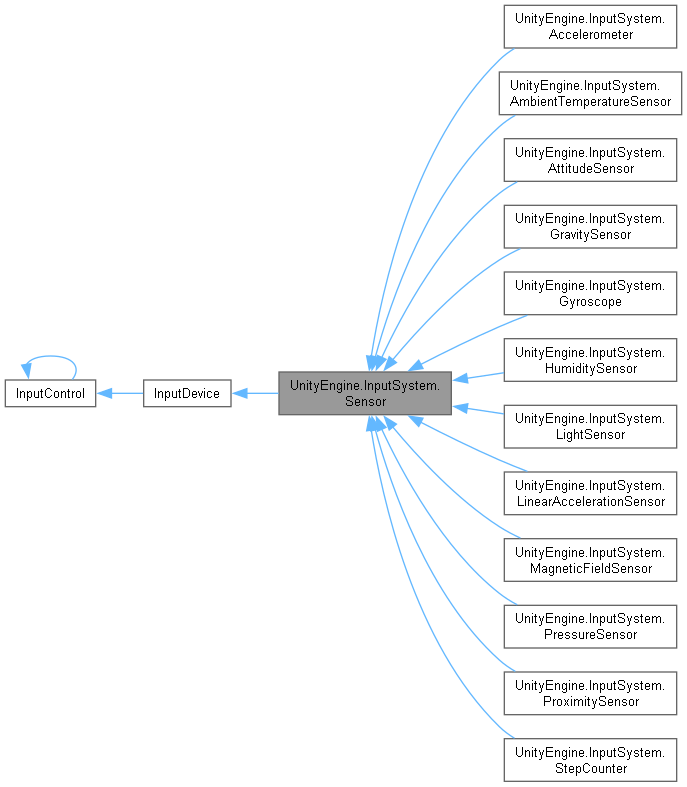 UnityEngine.InputSystem.
Accelerometer
UnityEngine.InputSystem.
AmbientTemperatureSensor
UnityEngine.InputSystem.
AttitudeSensor
UnityEngine.InputSystem.
GravitySensor
UnityEngine.InputSystem.
Gyroscope
UnityEngine.InputSystem.
HumiditySensor
InputControl
InputDevice
UnityEngine.InputSystem.
Sensor
UnityEngine.InputSystem.
LightSensor
UnityEngine.InputSystem.
LinearAccelerationSensor
UnityEngine.InputSystem.
MagneticFieldSensor
UnityEngine.InputSystem.
PressureSensor
UnityEngine.InputSystem.
ProximitySensor
UnityEngine.InputSystem.
StepCounter